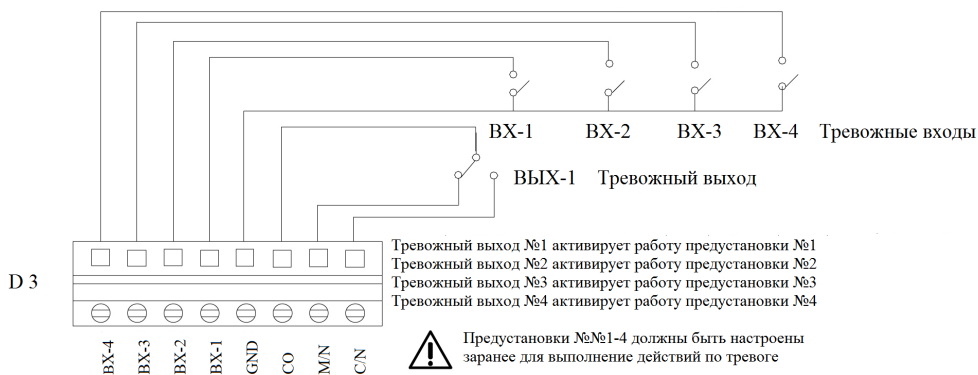 ВХ-1 ВХ-2 ВХ-3 ВХ-4 Тревожные входы
ВЫХ-1 Тревожный выход
Тревожный выход №1 активирует работу предустановки №1
Тревожный выход №2 активирует работу предустановки №2
D 3
Тревожный выход №3 активирует работу предустановки №3
Тревожный выход №4 активирует работу предустановки №4
ВХ-4
ВХ-3
ВХ-2
ВХ-1
GND
CO
M/N
C/N
Предустановки №№1-4 должны быть настроены
заранее для выполнение действий по тревоге